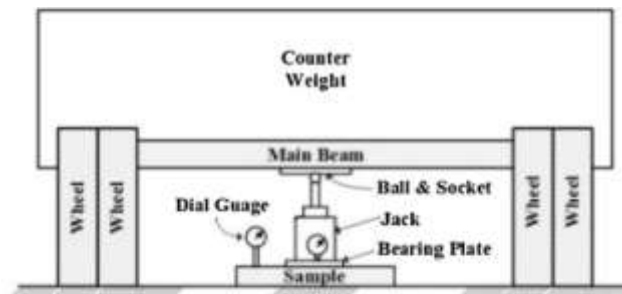 Counter
Weight
Main Beam
Ball & Socket
Wheel
Wheel
Wheel
Wheel
Dial Guage
Jack
Bearing Plate
Sample